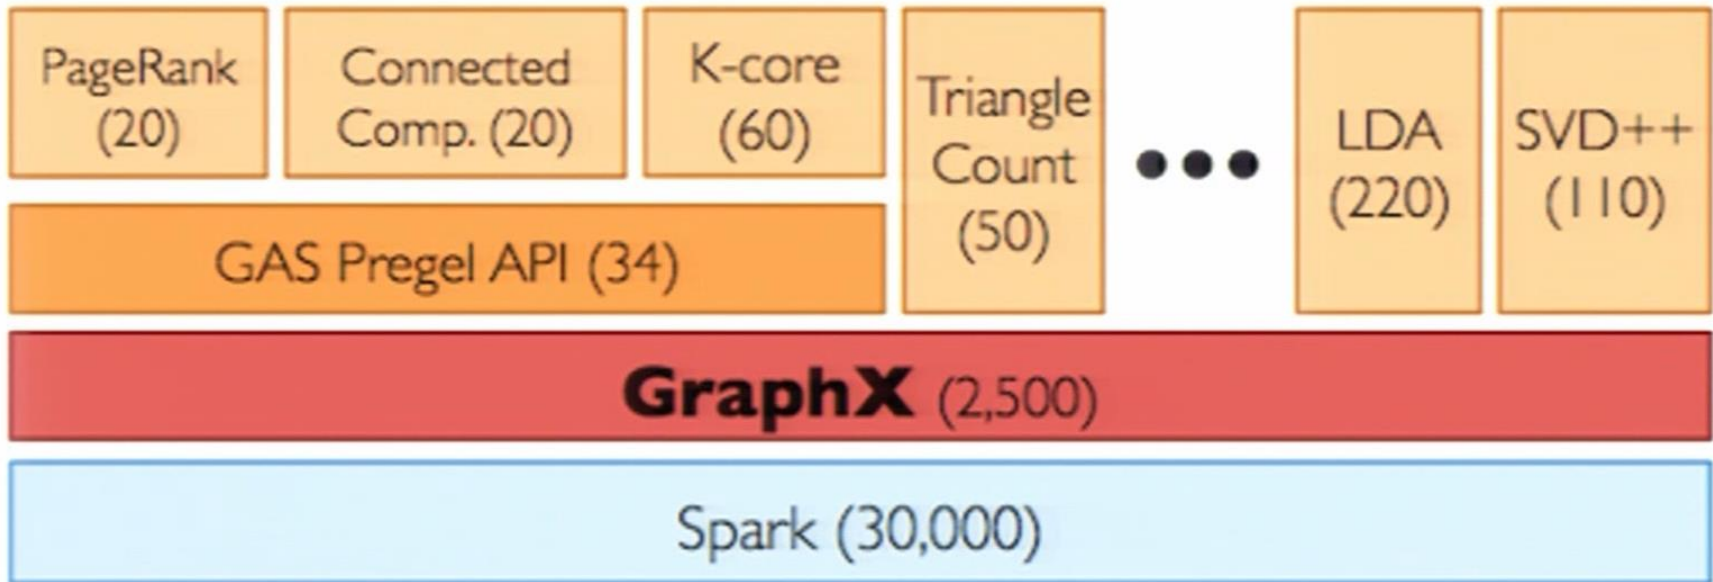 PageRank
(20)
Connected
Comp. (20)
K-core
(60)
Triangle
Count
(50)
LDA
(220)
SVD++
(110)
GAS Pregel API (34)
GraphX (2,500)
Spark (30,000)